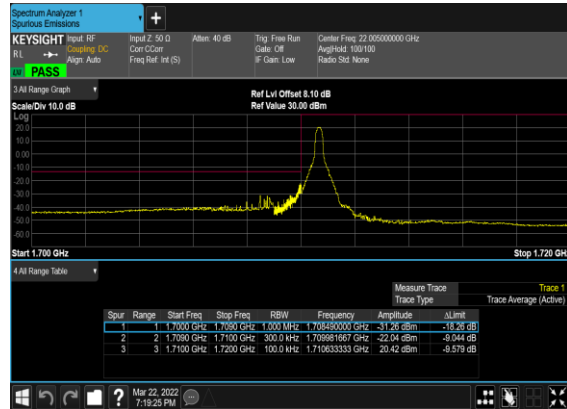 Spectrum Analyzer 1
Spurious Emissions
KEYSIGHT Input: RF Input Z: 50 Ω Atten: 40 dB Trig: Free Run Center Freq: 22.005000000 GHz
RL Coupling: DC Corr CCorr Gate: Off Avg|Hold: 100/100
Align: Auto Freq Ref: Int (S) IF Gain: Low Radio Std: None
LW PASS
3 All Range Graph
Ref Lvl Offset 8.10 dB
Scale/Div 10.0 dB Ref Value 30.00 dBm
Log
20.0
10.0
0.00
-10.0
-20.0
-30.0
-40.0
-50.0
-60.0
Start 1.700 GHz Stop 1.720 GHz
4 All Range Table
Measure Trace Trace 1
Trace Type Trace Average (Active)
Spur Range Start Freq Stop Freq RBW Frequency Amplitude ΔLimit
1 1 1.7000 GHz 1.7090 GHz 1.000 MHz 1.708490000 GHz -31.26 dBm -18.26 dB
2 2 1.7090 GHz 1.7100 GHz 300.0 kHz 1.709981667 GHz -22.04 dBm -9.044 dB
3 3 1.7100 GHz 1.7200 GHz 100.0 kHz 1.710633333 GHz 20.42 dBm -9.579 dB
Mar 22, 2022
7:19:25 PM